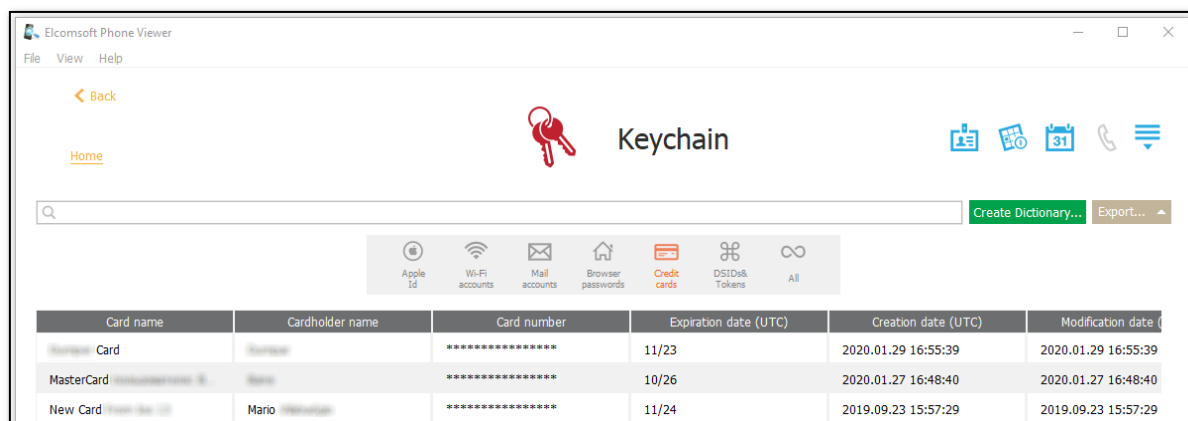 Elcomsoft Phone Viewer
File View Help
Back
Home
Keychain
31
Create Dictionary... Export...
Apple Id
Wi-Fi accounts
Mail accounts
Browser passwords
Credit cards
DSIDs& Tokens
All
Card name Cardholder name Card number Expiration date (UTC) Creation date (UTC) Modification date (
Card **************** 11/23 2020.01.29 16:55:39 2020.01.29 16:55:39
MasterCard **************** 10/26 2020.01.27 16:48:40 2020.01.27 16:48:40
New Card Mario **************** 11/24 2019.09.23 15:57:29 2019.09.23 15:57:29